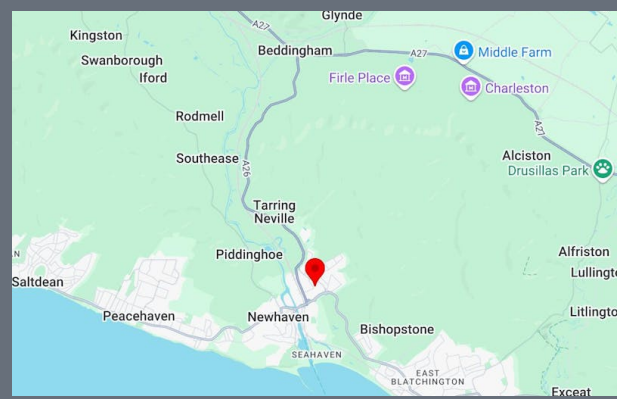 Glynde
A27
Kingston
Beddingham
A27
Middle Farm
Swanborough
Iford
Firle Place
Charleston
Rodmell
A27
Southease
A26
Alciston
Drusillas Park
Tarring
Neville
Piddinghoe
Alfriston
Lullingt
Saltdean
Peacehaven
Newhaven
Litlingto
Bishopstone
SEAHAVEN
EAST
BLATCHINGTON
Exceat